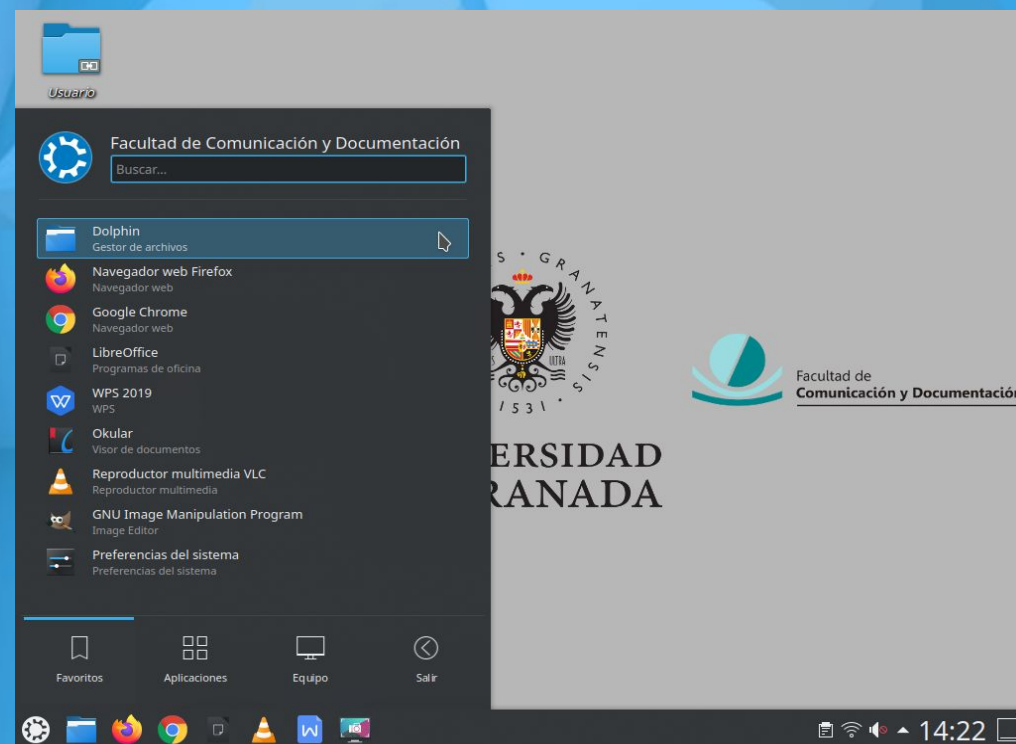 Usuario
Facultad de Comunicación y Documentación
Buscar...
Dolphin
Gestor de archivos
Navegador web Firefox
Navegador web
Google Chrome
Navegador web
LibreOffice
Programas de oficina
WPS 2019
WPS
Okular
Visor de documentos
Reproductor multimedia VLC
Reproductor multimedia
GNU Image Manipulation Program
Image Editor
Preferencias del sistema
Preferencias del sistema
Favoritos
Aplicaciones
Equipo
Salir
S · GRANATENSIS ·
ULTRA
1531
ERSIDAD
RANADA
Facultad de
Comunicación y Documentación
14:22